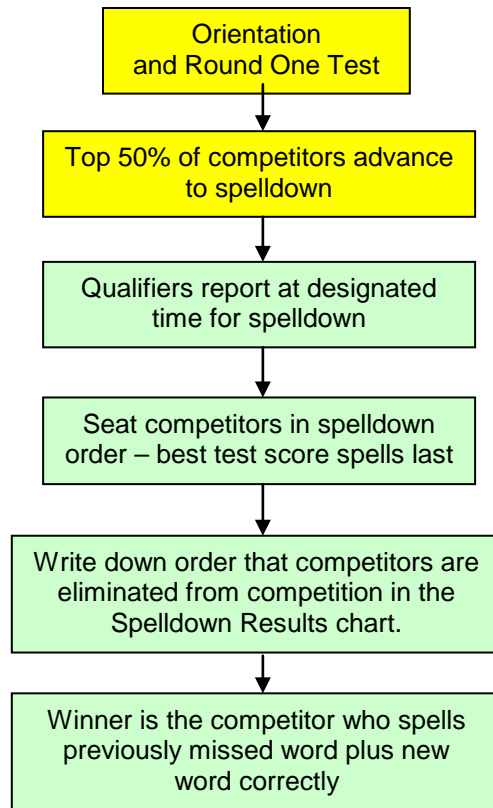 Orientation
and Round One Test
Top 50% of competitors advance
to spelldown
Qualifiers report at designated
time for spelldown
Seat competitors in spelldown
order – best test score spells last
Write down order that competitors are
eliminated from competition in the
Spelldown Results chart.
Winner is the competitor who spells
previously missed word plus new
word correctly